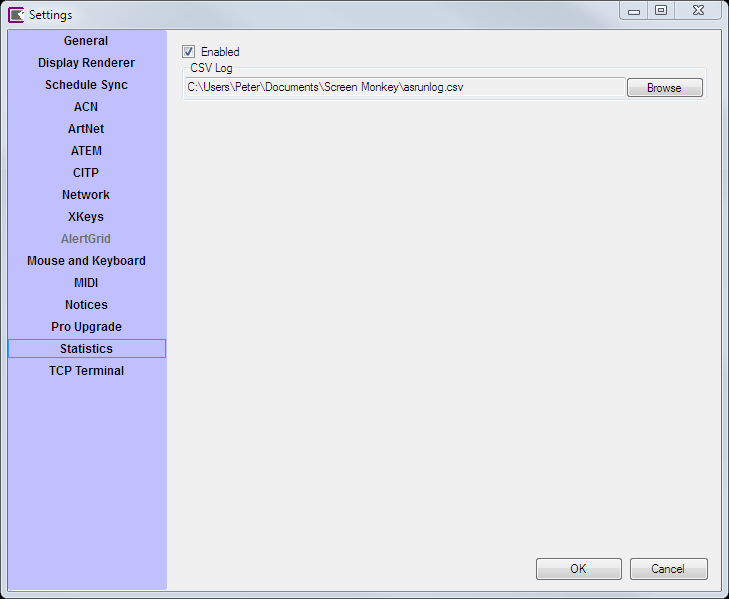 Settings
General
Display Renderer
Schedule Sync
ACN
ArtNet
ATEM
CITP
Network
XKeys
AlertGrid
Mouse and Keyboard
MIDI
Notices
Pro Upgrade
Statistics
TCP Terminal
Enabled
CSV Log
C:\Users\Peter\Documents\Screen Monkey\asrunlog.csv
Browse
OK
Cancel